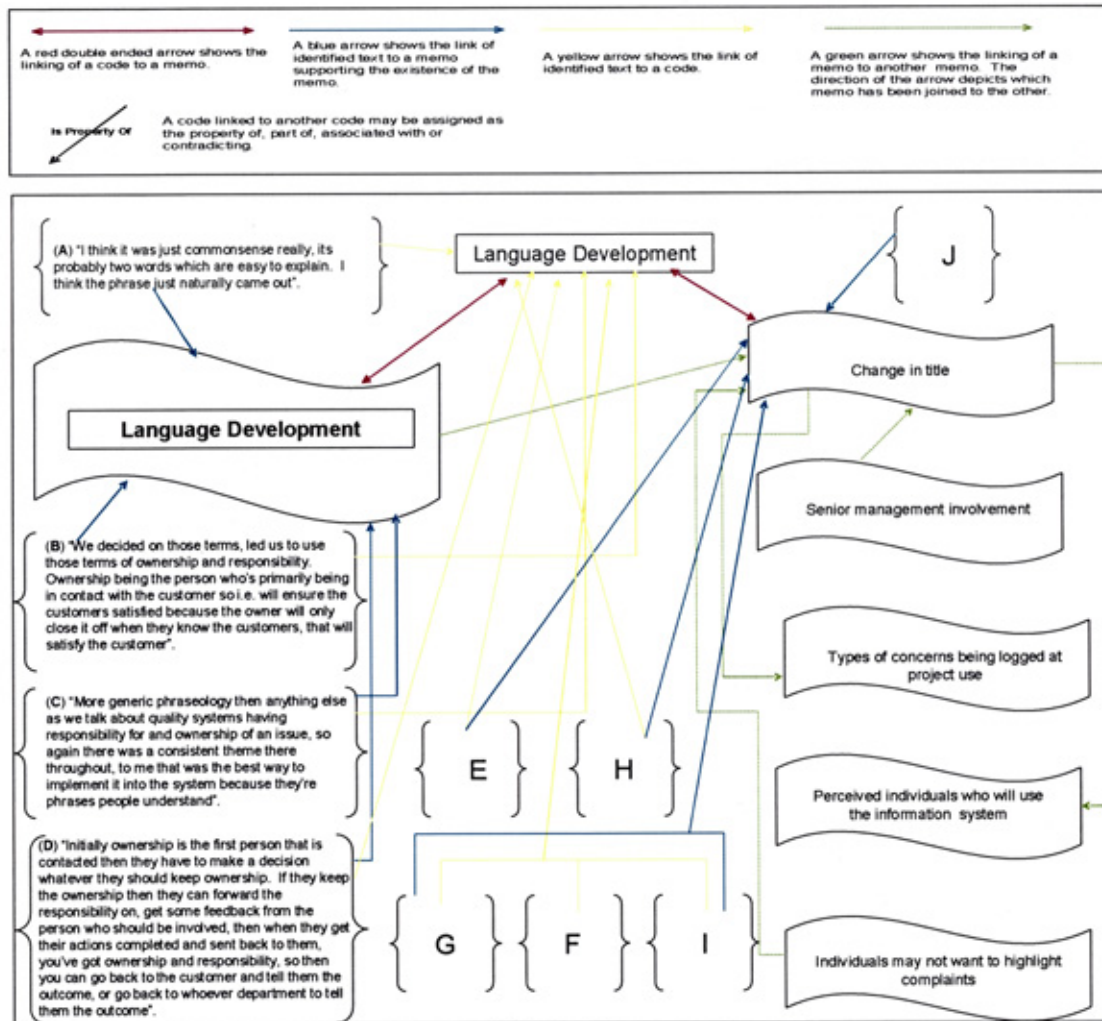 A red double ended arrow shows the
linking of a code to a memo.
A blue arrow shows the link of
identified text to a memo
supporting the existence of the
memo.
A yellow arrow shows the link of
identified text to a code.
A green arrow shows the linking of a
memo to another memo. The
direction of the arrow depicts which
memo has been joined to the other.
Is Property Of
A code linked to another code may be assigned as
the property of, part of, associated with or
contradicting.
(A) "I think it was just commonsense really, its
probably two words which are easy to explain. I
think the phrase just naturally came out".
Language Development
J
Change in title
Language Development
Senior management involvement
(B) "We decided on those terms, led us to use
those terms of ownership and responsibility.
Ownership being the person who's primarily being
in contact with the customer so i.e. will ensure the
customers satisfied because the owner will only
close it off when they know the customers, that will
satisfy the customer".
Types of concerns being logged at
project use
(C) "More generic phraseology then anything else
as we talk about quality systems having
responsibility for and ownership of an issue, so
again there was a consistent theme there
throughout, to me that was the best way to
implement it into the system because they're
phrases people understand".
E
H
Perceived individuals who will use
the information system
(D) "Initially ownership is the first person that is
contacted then they have to make a decision
whatever they should keep ownership. If they keep
the ownership then they can forward the
responsibility on, get some feedback from the
person who should be involved, then when they get
their actions completed and sent back to them,
you've got ownership and responsibility, so then
you can go back to the customer and tell them the
outcome, or go back to whoever department to tell
them the outcome".
G
F
I
Individuals may not want to highlight
complaints